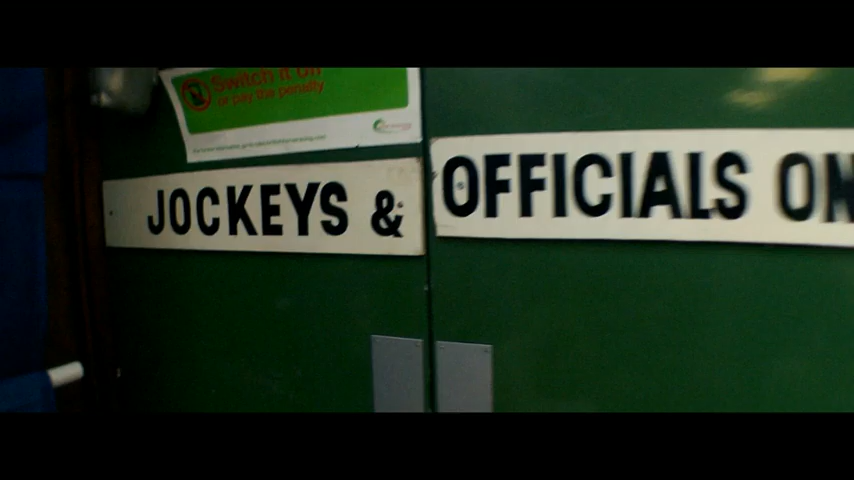 Switch it off
or pay the penalty
JOCKEYS & OFFICIALS ON